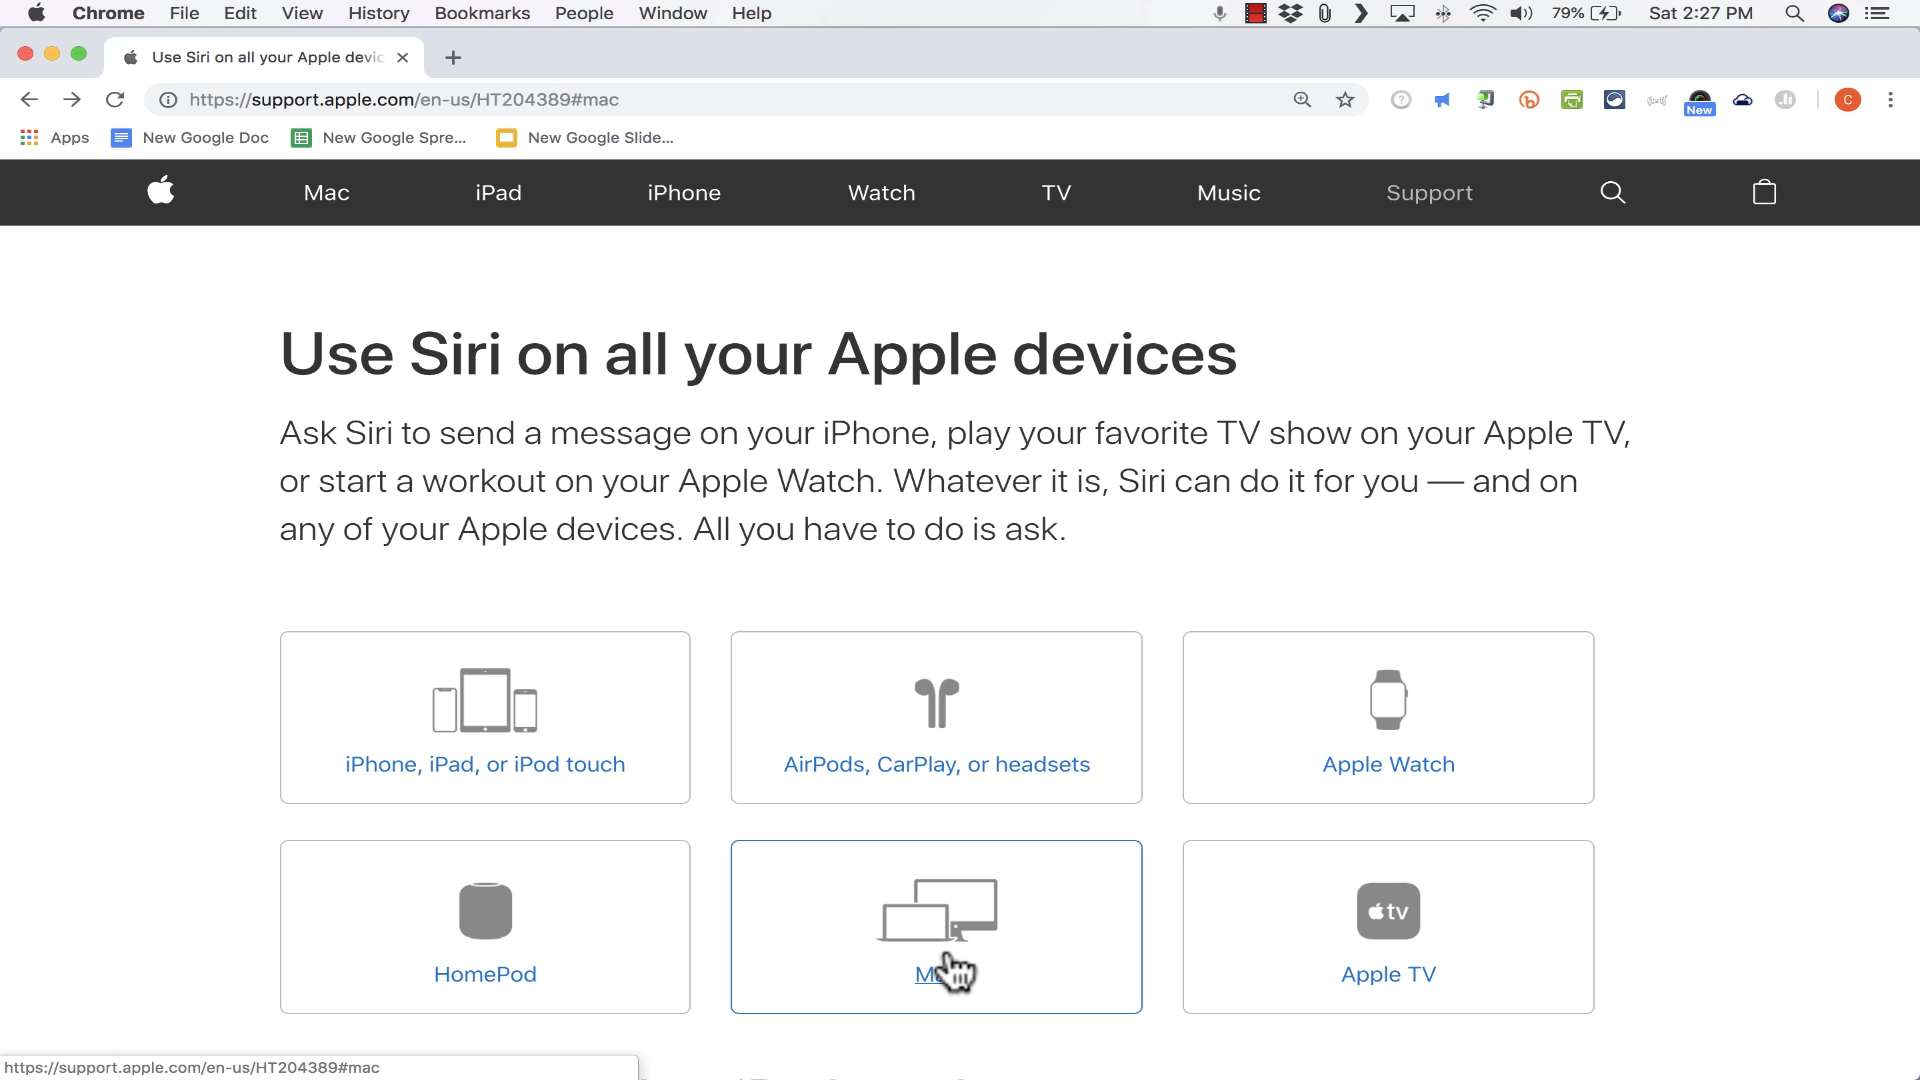 Chrome File Edit View History Bookmarks People Window Help 79% Sat 2:27 PM
Use Siri on all your Apple devic
https://support.apple.com/en-us/HT204389#mac
New
C
Apps New Google Doc New Google Spre... New Google Slide...
Mac iPad iPhone Watch TV Music Support
Use Siri on all your Apple devices
Ask Siri to send a message on your iPhone, play your favorite TV show on your Apple TV,
or start a workout on your Apple Watch. Whatever it is, Siri can do it for you — and on
any of your Apple devices. All you have to do is ask.
iPhone, iPad, or iPod touch
AirPods, CarPlay, or headsets
Apple Watch
HomePod
tv
Apple TV
https://support.apple.com/en-us/HT204389#mac